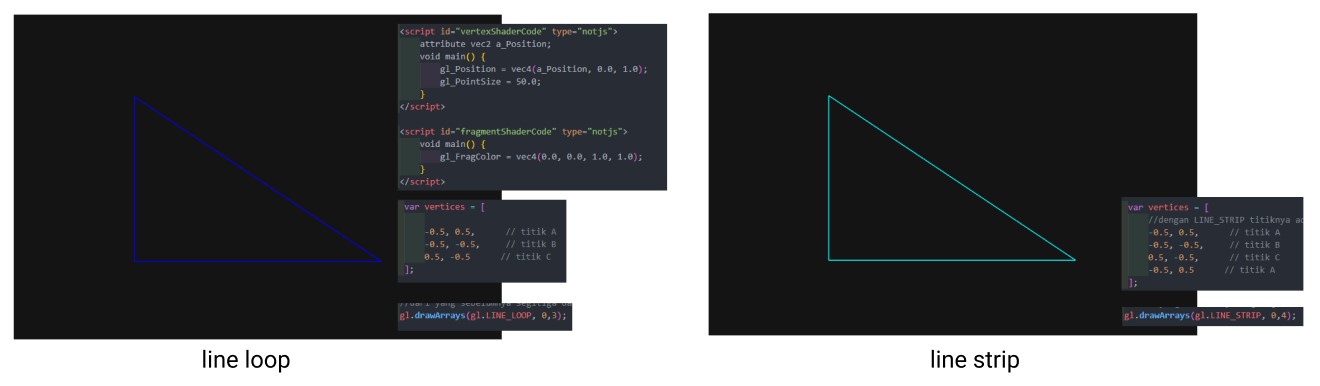 <script id="vertexShaderCode" type="notjs">
attribute vec2 a_Position;
void main() {
gl_Position = vec4(a_Position, 0.0, 1.0);
gl_PointSize = 50.0;
}
</script>
<script id="fragmentShaderCode" type="notjs">
void main() {
gl_FragColor = vec4(0.0, 0.0, 1.0, 1.0);
}
</script>
var vertices = [
-0.5, 0.5, // titik A
-0.5, -0.5, // titik B
0.5, -0.5 // titik C
];
//dari yang sebelumnya segitiga da
gl.drawArrays(gl.LINE_LOOP, 0,3);
line loop
var vertices = [
//dengan LINE_STRIP titiknya ad
-0.5, 0.5, // titik A
-0.5, -0.5, // titik B
0.5, -0.5, // titik C
-0.5, 0.5 // titik A
];
gl.drawArrays(gl.LINE_STRIP, 0,4);
line strip